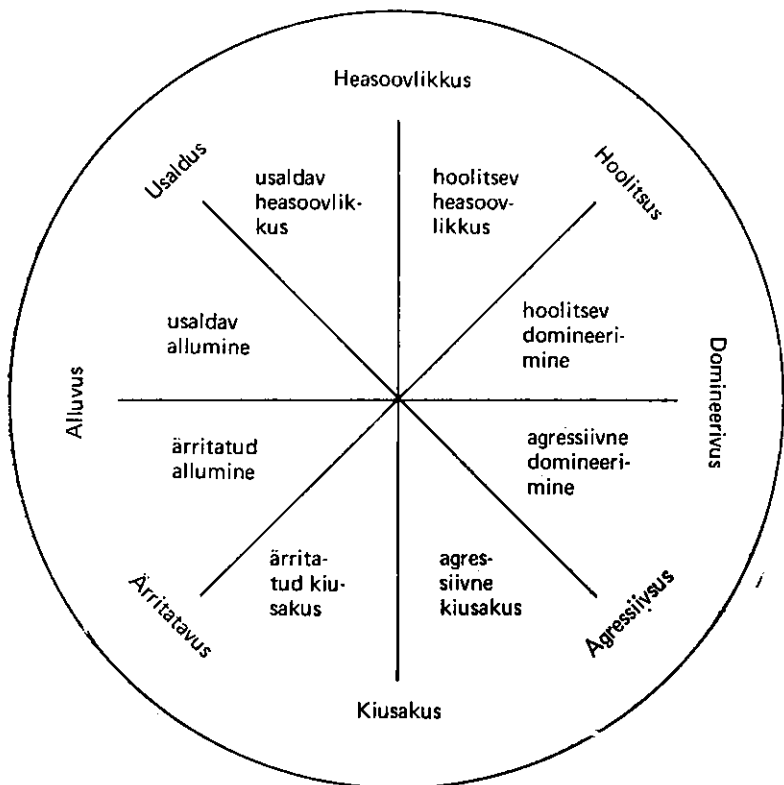 Heasoovlikkus
Usaldus
Hoolitsus
usaldav
heasoovlik-
kus
hoolitsev
heasoov-
likkus
usaldav
allumine
hoolitsev
domineeri-
mine
Alluvus
Domineerivus
ärritatud
allumine
agressiivne
domineeri-
mine
ärrita-
tud kiu-
sakus
agres-
siivne
kiusakus
Ärritatavus
Agressiivsus
Kiusakus